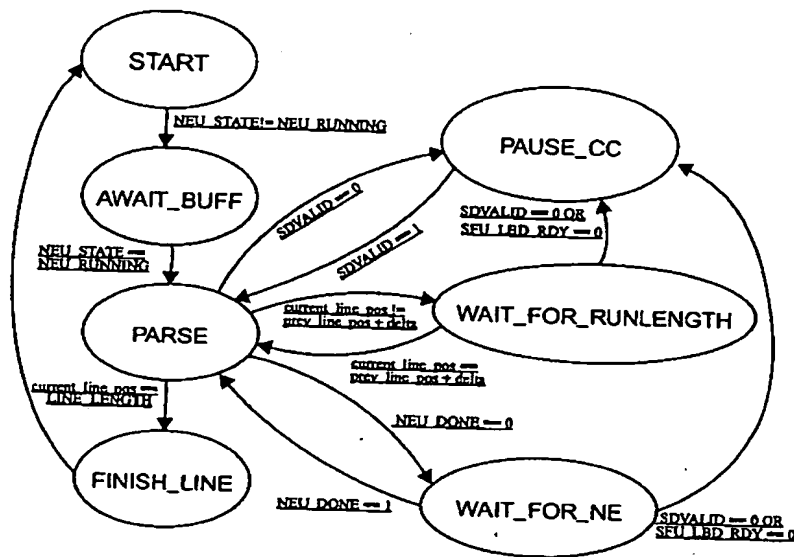 START
NEU_STATE != NEU_RUNNING
PAUSE_CC
AWAIT_BUFF
SDVALID == 0
SDVALID == 1
SDVALID == 0 OR
SFU_LBD_RDY == 0
NEU_STATE ==
NEU_RUNNING
PARSE
current_line_pos !=
prev_line_pos + delta
WAIT_FOR_RUNLENGTH
current_line_pos ==
prev_line_pos + delta
current_line_pos ==
LINE_LENGTH
NEU_DONE == 0
FINISH_LINE
NEU_DONE == 1
WAIT_FOR_NE
SDVALID == 0 OR
SFU_LBD_RDY == 0